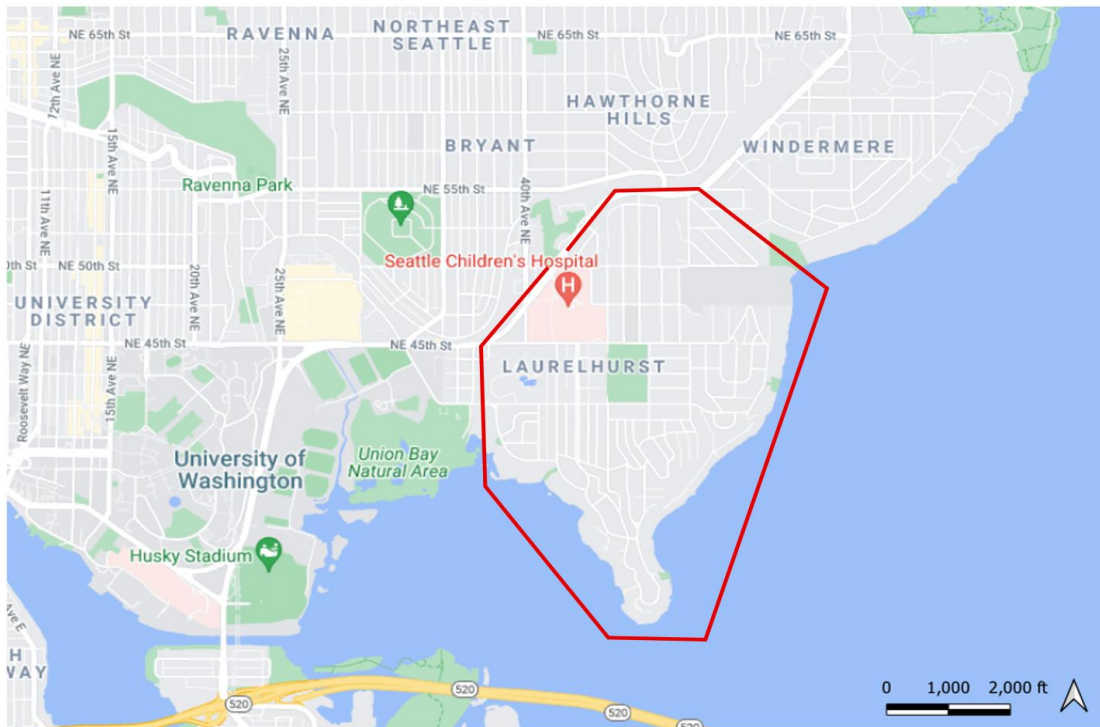 NORTHEAST
SEATTLE
RAVENNA
NE 65th St
NE 65th St
NE 65th St
12th Ave NE
25th Ave NE
HAWTHORNE
HILLS
15th Ave NE
BRYANT
WINDERMERE
40th Ave NE
Ravenna Park
NE 55th St
11th Ave NE
Seattle Children's Hospital
H
NE 50th St
20th Ave NE
25th Ave NE
UNIVERSITY
DISTRICT
NE 45th St
NE 45th St
LAURELHURST
Roosevelt Way NE
15th Ave NE
University of
Washington
Union Bay
Natural Area
Husky Stadium
Ave E
H
WAY
520
520
520
520
0 1,000 2,000 ft